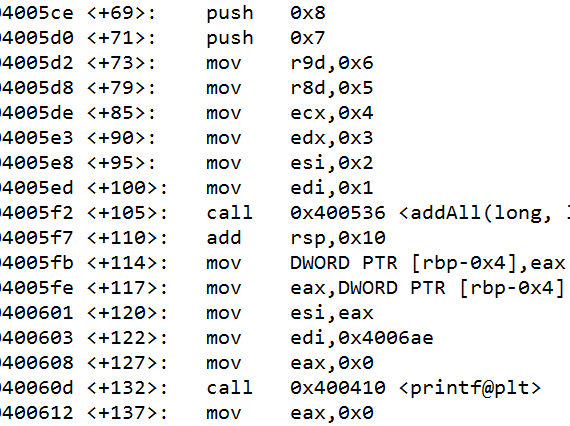 04005ce <+69>: push 0x8
04005d0 <+71>: push 0x7
04005d2 <+73>: mov r9d,0x6
04005d8 <+79>: mov r8d,0x5
04005de <+85>: mov ecx,0x4
04005e3 <+90>: mov edx,0x3
04005e8 <+95>: mov esi,0x2
04005ed <+100>: mov edi,0x1
04005f2 <+105>: call 0x400536 <addAll(long,
04005f7 <+110>: add rsp,0x10
04005fb <+114>: mov DWORD PTR [rbp-0x4],eax
04005fe <+117>: mov eax,DWORD PTR [rbp-0x4]
0400601 <+120>: mov esi,eax
0400603 <+122>: mov edi,0x4006ae
0400608 <+127>: mov eax,0x0
040060d <+132>: call 0x400410 <printf@plt>
0400612 <+137>: mov eax,0x0